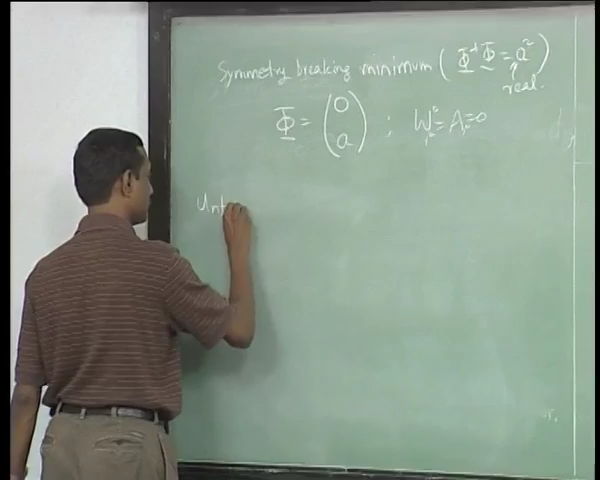 Symmetry breaking minimum ( Φ†Φ = a² )
real.
Φ = (0 a) ; W = A = 0
Unt